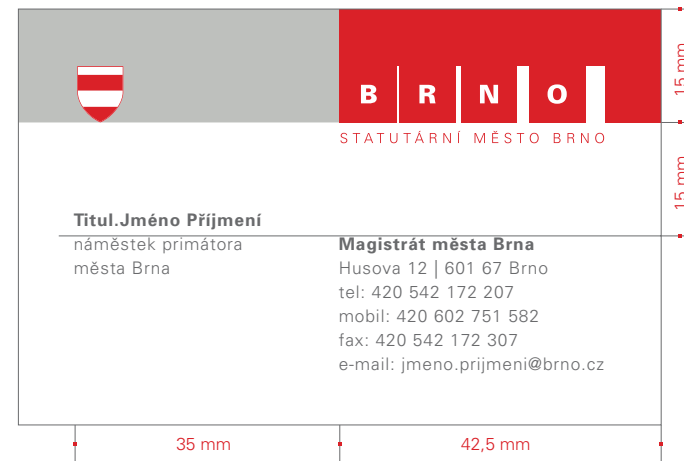 B R N O
STATUTÁRNÍ MĚSTO BRNO
15 mm
15 mm
Titul.Jméno Příjmení
náměstek primátora
města Brna
Magistrát města Brna
Husova 12 | 601 67 Brno
tel: 420 542 172 207
mobil: 420 602 751 582
fax: 420 542 172 307
e-mail: jmeno.prijmeni@brno.cz
35 mm
42,5 mm